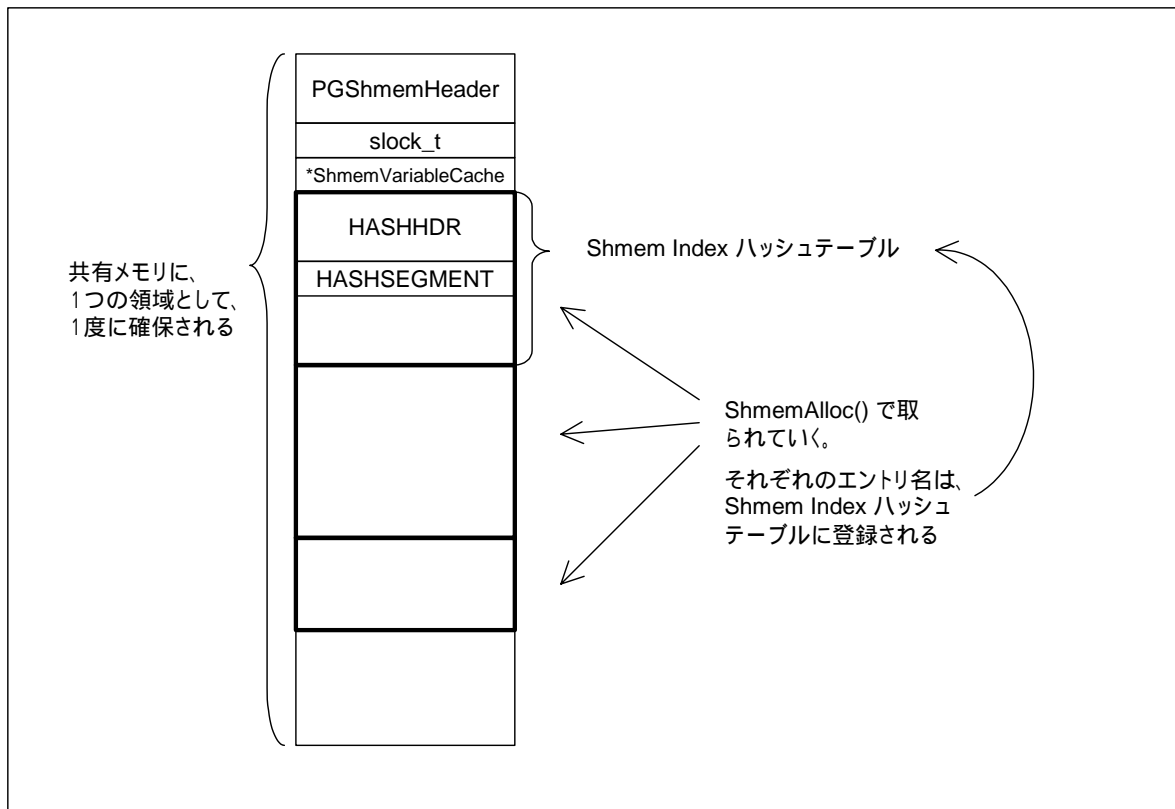 PGShmemHeader
slock_t
*ShmemVariableCache
HASHHDR
HASHSEGMENT
Shmem Index ハッシュテーブル
共有メモリに、
1つの領域として、
1度に確保される
ShmemAlloc() で取
られていく。
それぞれのエントリ名は、
Shmem Index ハッシュ
テーブルに登録される